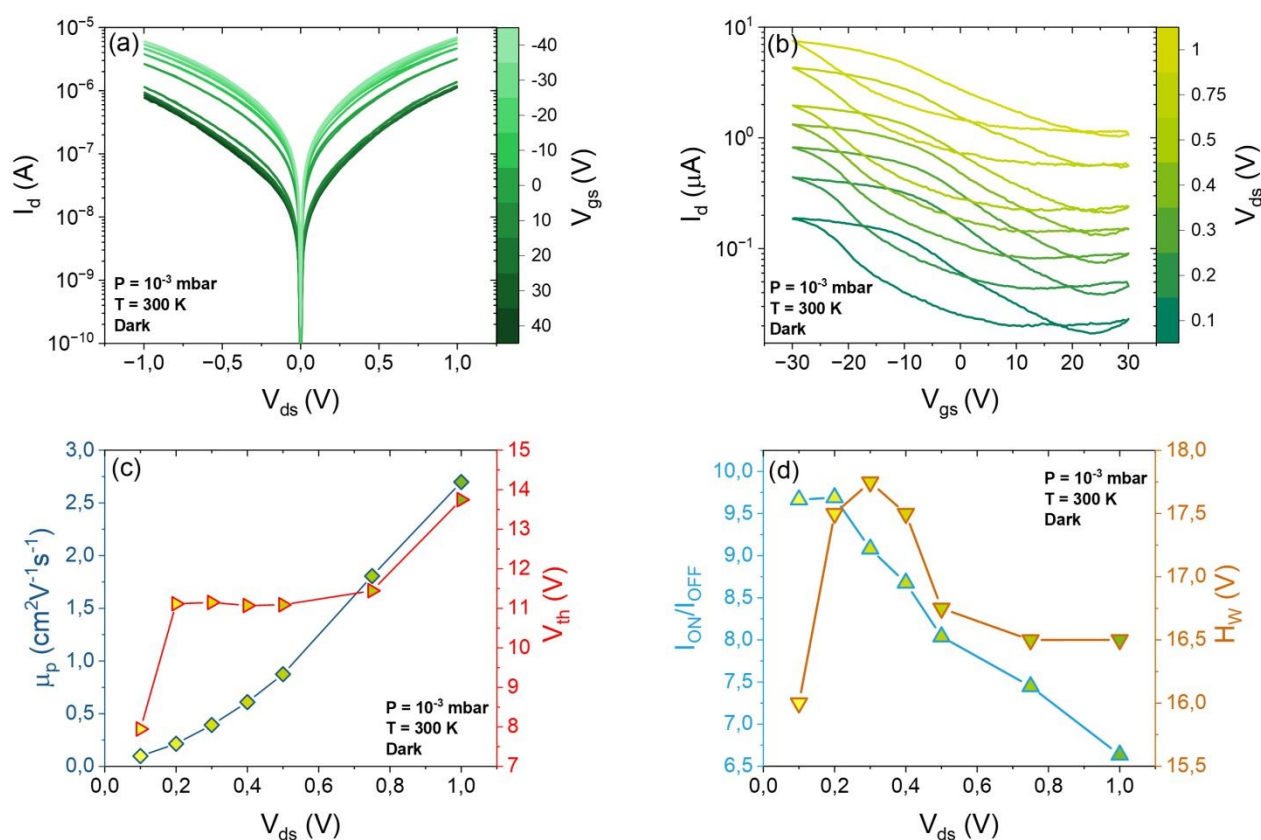 (a)
I_d (A)
10⁻⁵
10⁻⁶
10⁻⁷
10⁻⁸
10⁻⁹
10⁻¹⁰
P = 10⁻³ mbar
T = 300 K
Dark
−1,0 −0,5 0,0 0,5 1,0
V_ds (V)
-40
-30
-20
-10
0
10
20
30
40
V_gs (V)
(b)
I_d (μA)
10¹
10⁰
10⁻¹
P = 10⁻³ mbar
T = 300 K
Dark
−30 −20 −10 0 10 20 30
V_gs (V)
1
0.75
0.5
0.4
0.3
0.2
0.1
V_ds (V)
(c)
μ_p (cm²V⁻¹s⁻¹)
3,0
2,5
2,0
1,5
1,0
0,5
0,0
15
14
13
12
11
10
9
8
7
V_th (V)
P = 10⁻³ mbar
T = 300 K
Dark
0,0 0,2 0,4 0,6 0,8 1,0
V_ds (V)
(d)
I_ON/I_OFF
10,0
9,5
9,0
8,5
8,0
7,5
7,0
6,5
P = 10⁻³ mbar
T = 300 K
Dark
18,0
17,5
17,0
16,5
16,0
15,5
H_W (V)
0,0 0,2 0,4 0,6 0,8 1,0
V_ds (V)